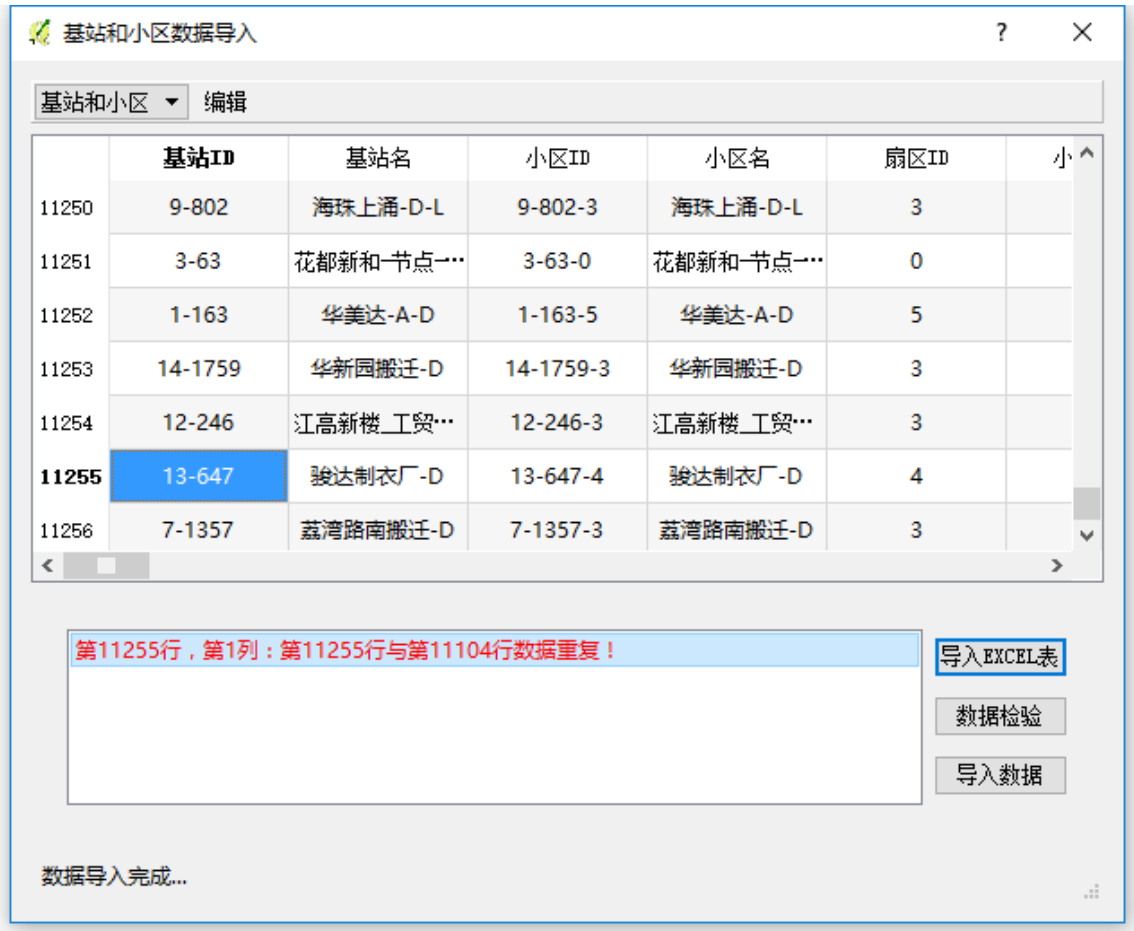 基站和小区数据导入 ?
基站和小区 编辑
基站ID 基站名 小区ID 小区名 扇区ID 小
11250 9-802 海珠上涌-D-L 9-802-3 海珠上涌-D-L 3
11251 3-63 花都新和一节点一… 3-63-0 花都新和一节点一… 0
11252 1-163 华美达-A-D 1-163-5 华美达-A-D 5
11253 14-1759 华新园搬迁-D 14-1759-3 华新园搬迁-D 3
11254 12-246 江高新楼_工贸… 12-246-3 江高新楼_工贸… 3
11255 13-647 骏达制衣厂-D 13-647-4 骏达制衣厂-D 4
11256 7-1357 荔湾路南搬迁-D 7-1357-3 荔湾路南搬迁-D 3
第11255行，第1列：第11255行与第11104行数据重复！
导入EXCEL表
数据检验
导入数据
数据导入完成...